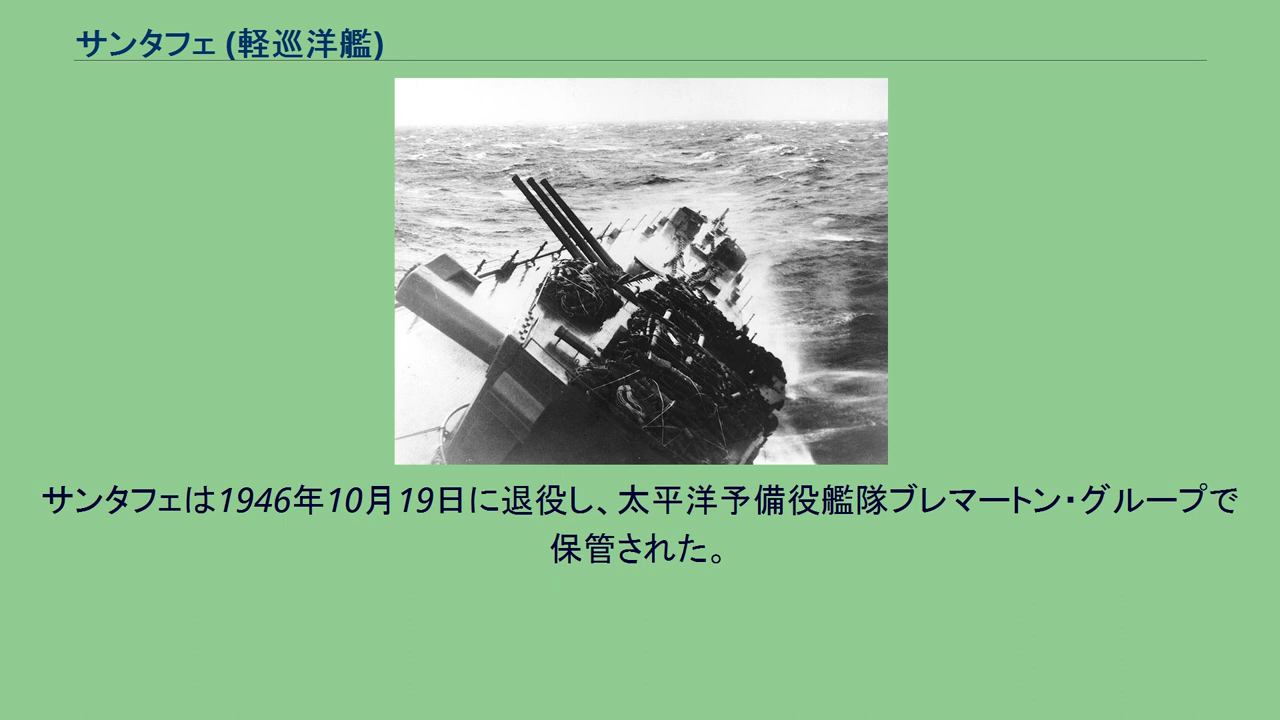 サンタフェ (軽巡洋艦)
サンタフェは1946年10月19日に退役し、太平洋予備役艦隊ブレマートン・グループで
保管された。